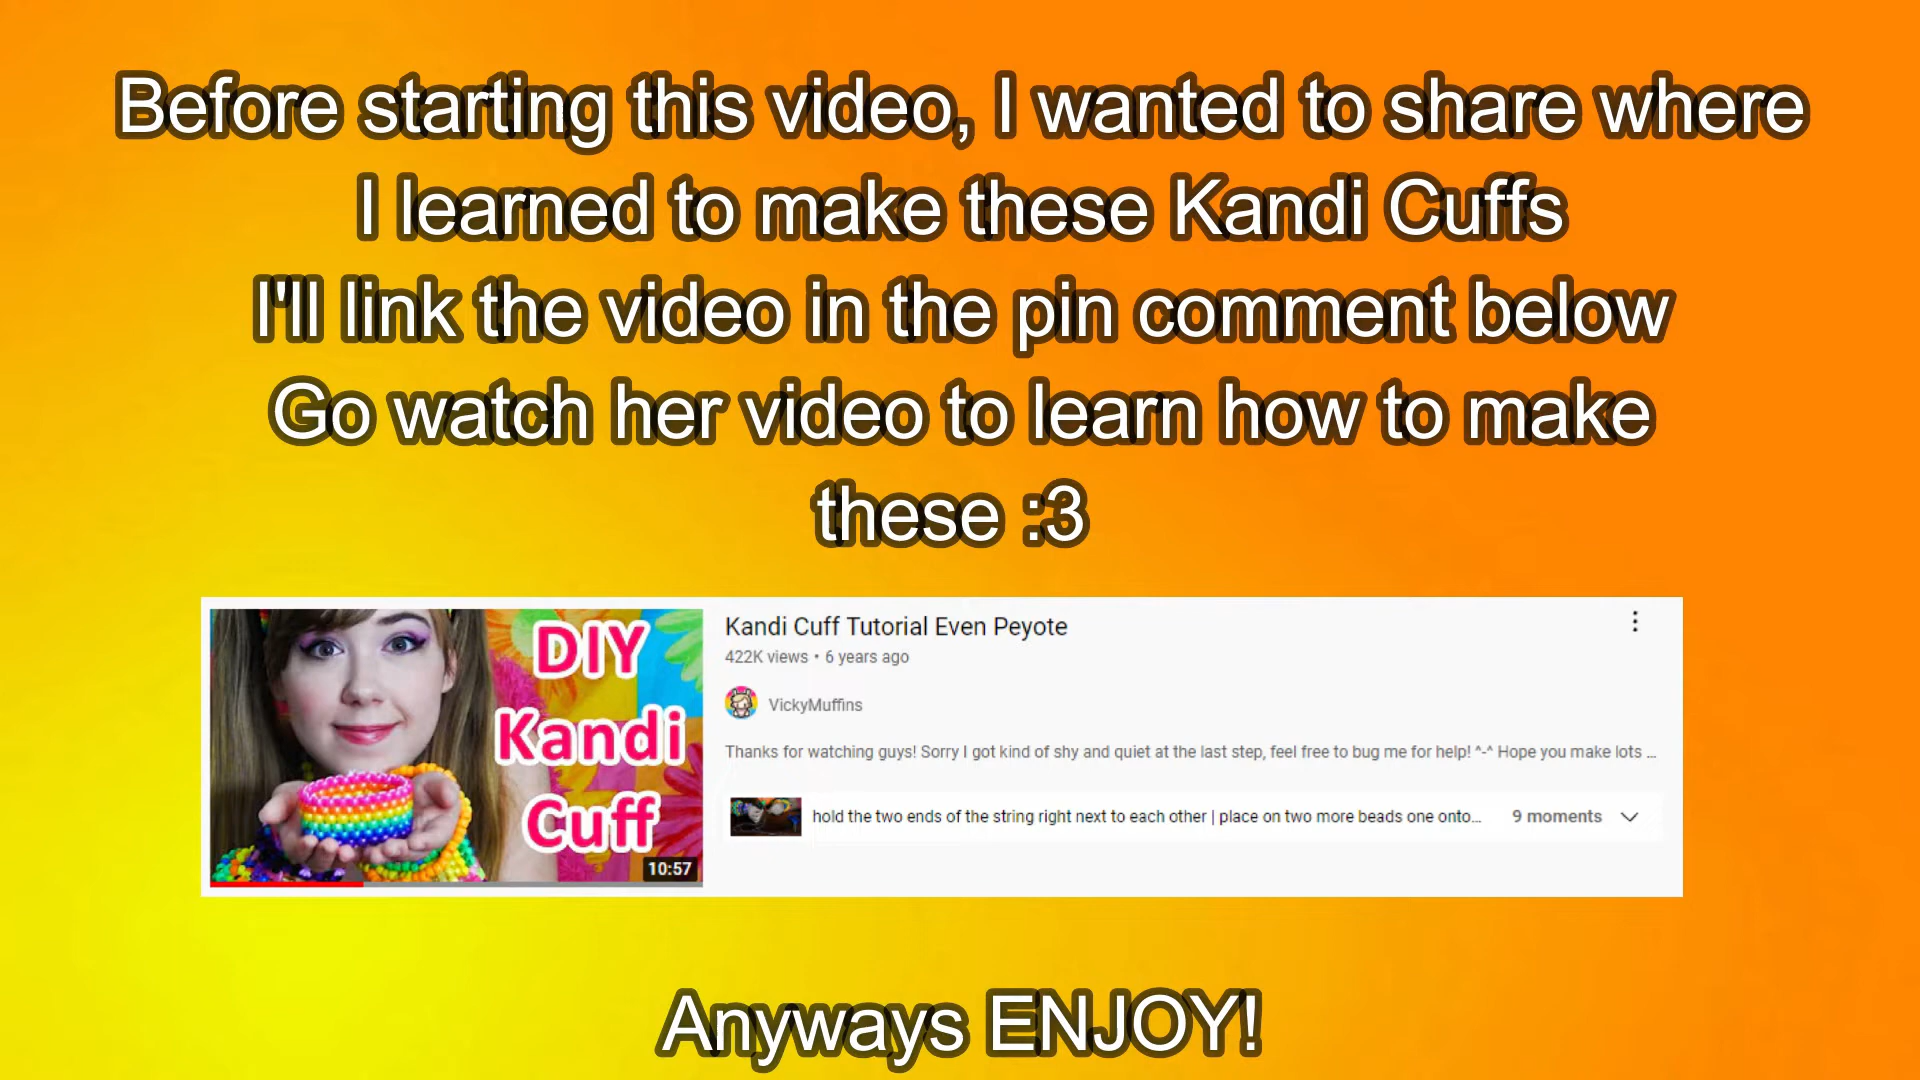 Before starting this video, I wanted to share where
I learned to make these Kandi Cuffs
I'll link the video in the pin comment below
Go watch her video to learn how to make
these :3
DIY
Kandi
Cuff
10:57
Kandi Cuff Tutorial Even Peyote
422K views • 6 years ago
VickyMuffins
Thanks for watching guys! Sorry I got kind of shy and quiet at the last step, feel free to bug me for help! ^-^ Hope you make lots ...
hold the two ends of the string right next to each other | place on two more beads one onto...
9 moments
Anyways ENJOY!